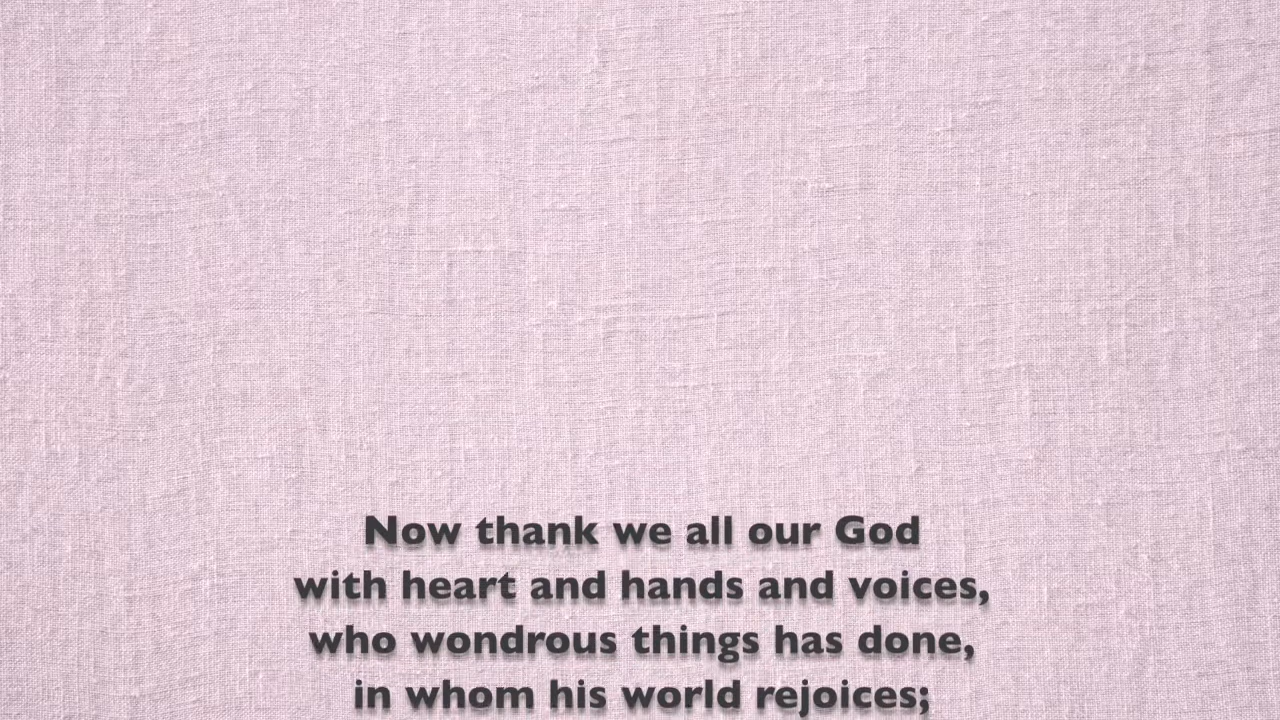 Now thank we all our God
with heart and hands and voices,
who wondrous things has done,
in whom his world rejoices;